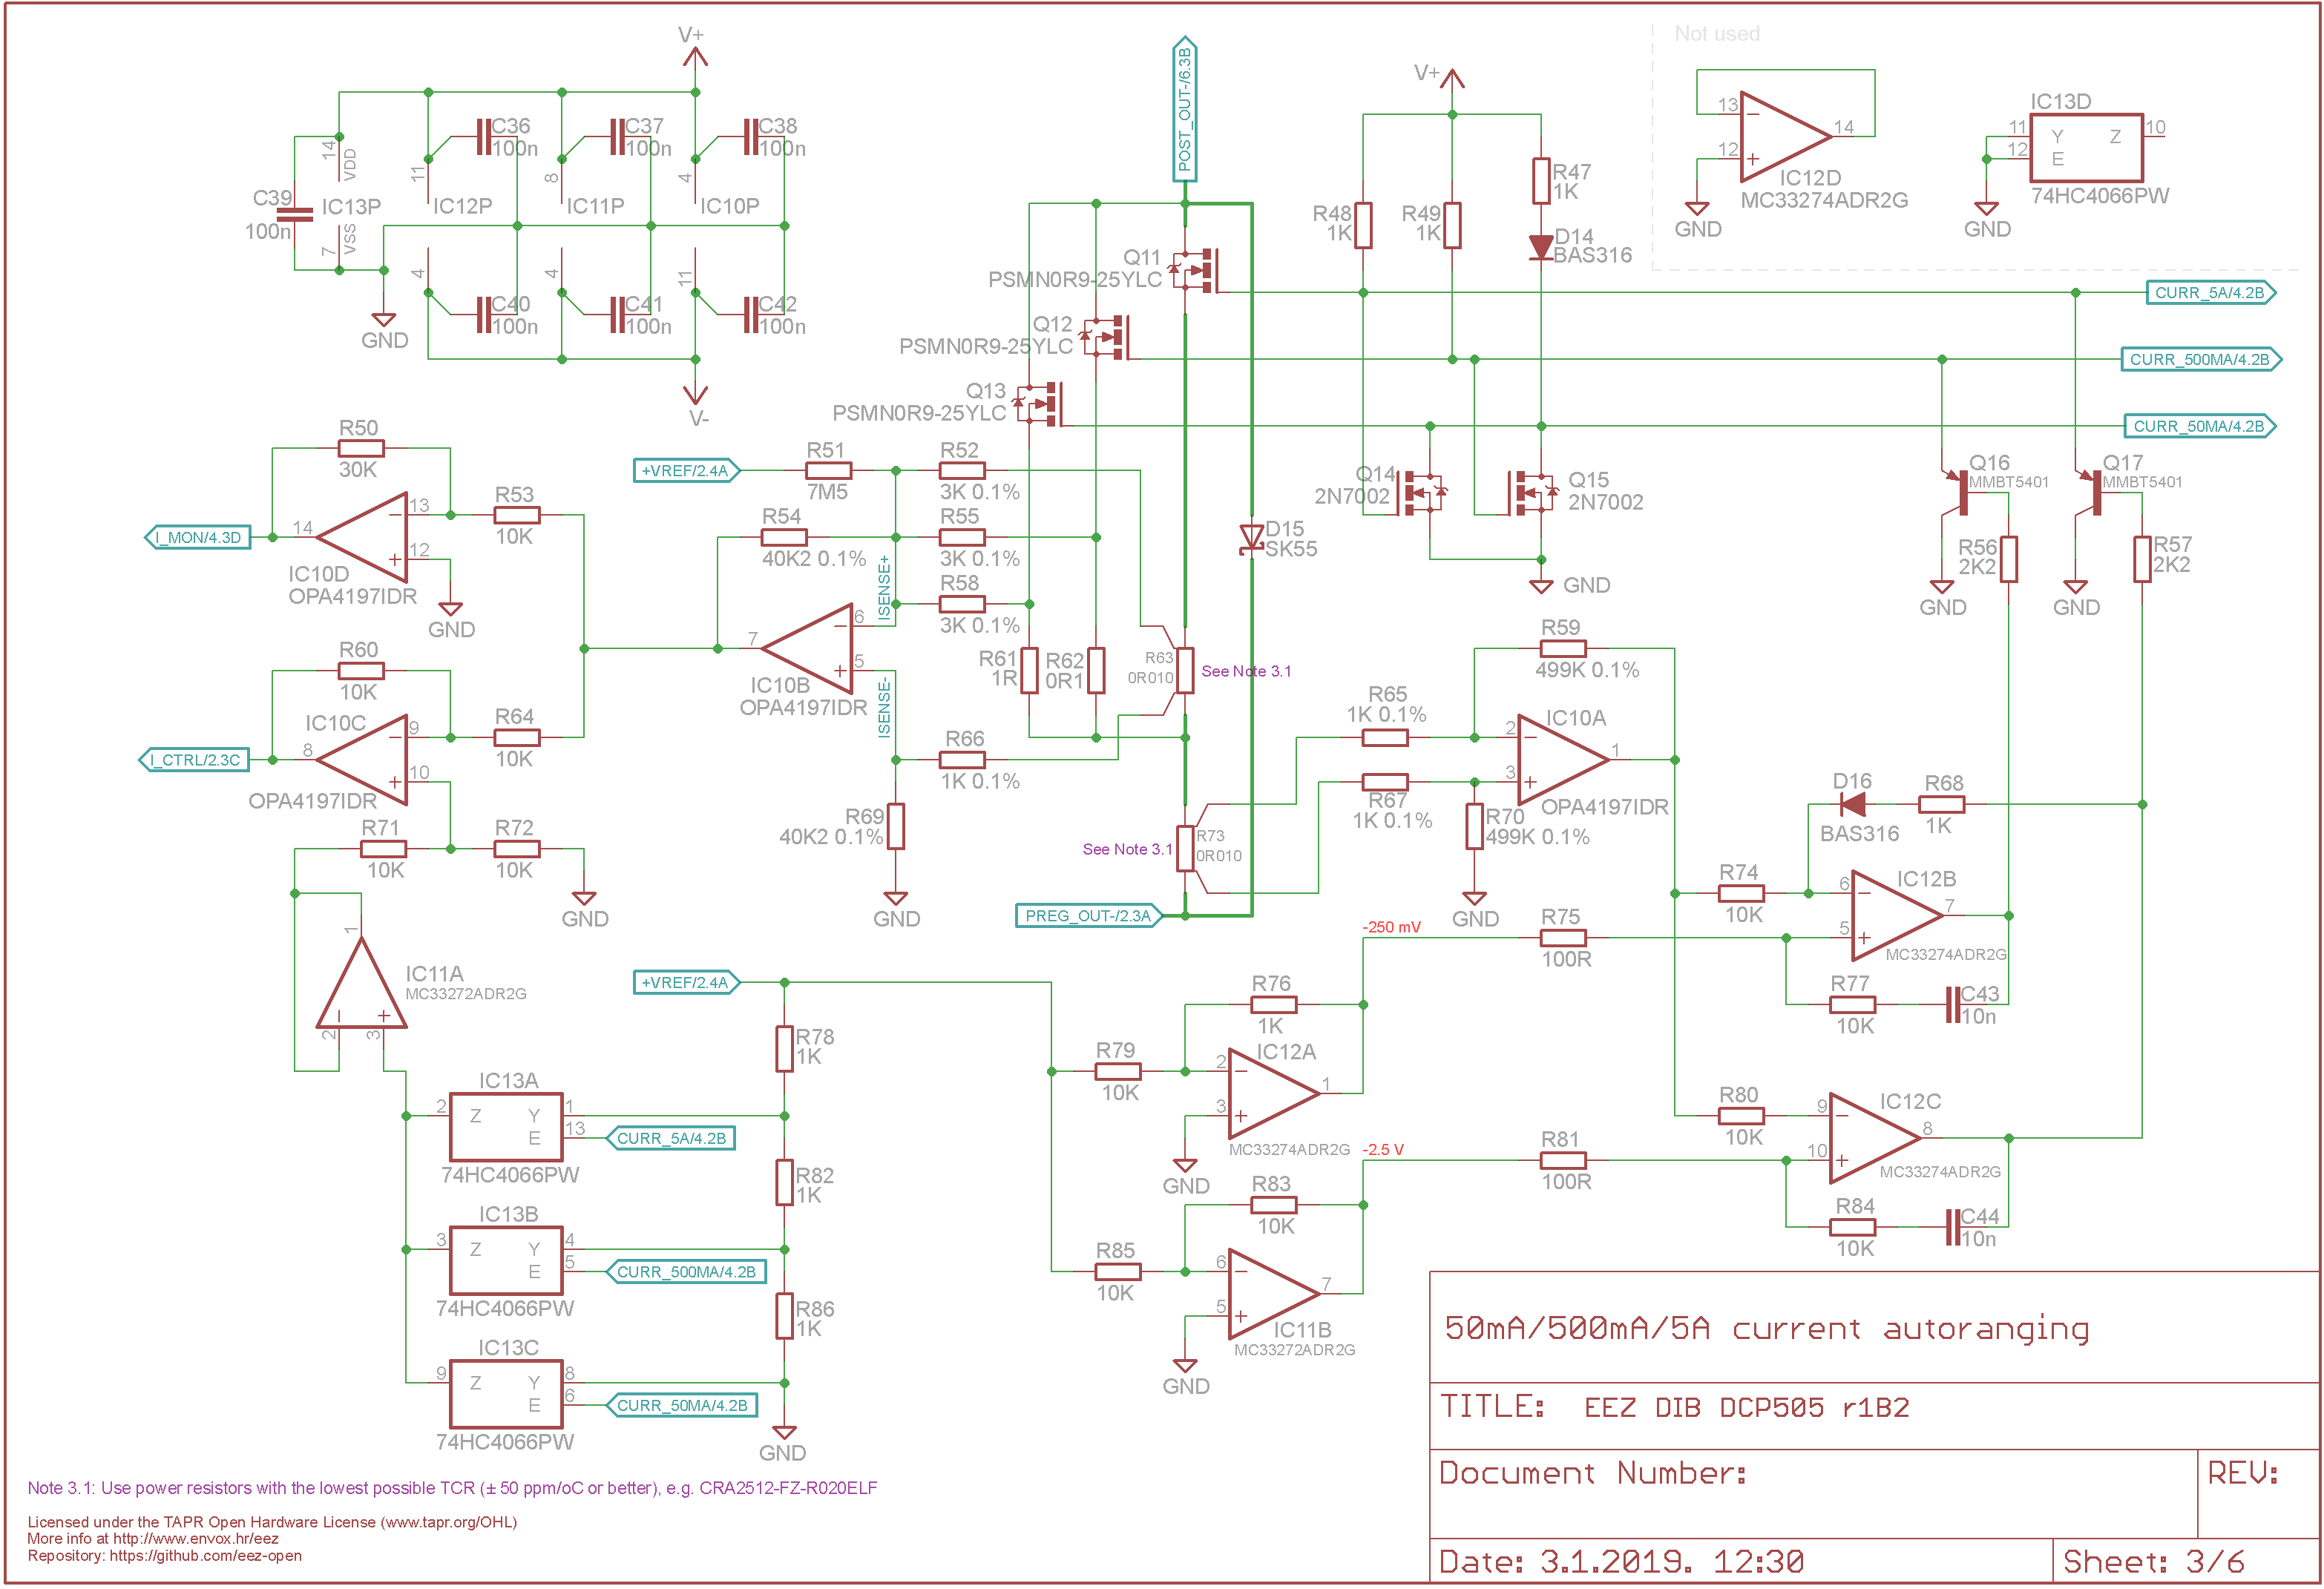 V+
C36
100n
C37
100n
C38
100n
14
VDD
11
8
4
C39
100n
IC13P
IC12P
IC11P
IC10P
7
VSS
4
4
11
C40
100n
C41
100n
C42
100n
GND
V-
POST_OUT-/6.3B
V+
R47
1K
R48
1K
R49
1K
D14
BAS316
Not used
13
12
14
IC12D
MC33274ADR2G
GND
IC13D
11
12
Y
E
Z
10
74HC4066PW
GND
Q11
PSMN0R9-25YLC
Q12
PSMN0R9-25YLC
Q13
PSMN0R9-25YLC
CURR_5A/4.2B
CURR_500MA/4.2B
CURR_50MA/4.2B
R50
30K
R53
10K
13
12
14
I_MON/4.3D
IC10D
OPA4197IDR
GND
+VREF/2.4A
R51
7M5
R52
3K 0.1%
R54
40K2 0.1%
R55
3K 0.1%
R58
3K 0.1%
ISENSE+
ISENSE-
7
6
5
IC10B
OPA4197IDR
R61
1R
R62
0R1
R63
0R010
See Note 3.1
D15
SK55
Q14
2N7002
Q15
2N7002
GND
Q16
MMBT5401
Q17
MMBT5401
R56
2K2
R57
2K2
GND
GND
R60
10K
IC10C
9
10
8
R64
10K
I_CTRL/2.3C
OPA4197IDR
R71
10K
R72
10K
GND
R66
1K 0.1%
R69
40K2 0.1%
GND
See Note 3.1
R73
0R010
PREG_OUT-/2.3A
R59
499K 0.1%
R65
1K 0.1%
R67
1K 0.1%
2
3
1
IC10A
OPA4197IDR
R70
499K 0.1%
GND
D16
BAS316
R68
1K
R74
10K
6
5
7
IC12B
MC33274ADR2G
-250 mV
R75
100R
R77
10K
C43
10n
1
IC11A
MC33272ADR2G
2
3
+VREF/2.4A
R78
1K
R82
1K
R86
1K
GND
R76
1K
R79
10K
2
3
1
IC12A
MC33274ADR2G
GND
-2.5 V
R81
100R
R80
10K
9
10
8
IC12C
MC33274ADR2G
R84
10K
C44
10n
R83
10K
R85
10K
6
5
7
IC11B
MC33272ADR2G
GND
IC13A
2
Z
Y
E
1
13
CURR_5A/4.2B
74HC4066PW
IC13B
3
Z
Y
E
4
5
CURR_500MA/4.2B
74HC4066PW
IC13C
9
Z
Y
E
8
6
CURR_50MA/4.2B
74HC4066PW
50mA/500mA/5A current autoranging
TITLE: EEZ DIB DCP505 r1B2
Document Number:
REV:
Date: 3.1.2019. 12:30
Sheet: 3/6
Note 3.1: Use power resistors with the lowest possible TCR (± 50 ppm/oC or better), e.g. CRA2512-FZ-R020ELF
Licensed under the TAPR Open Hardware License (www.tapr.org/OHL)
More info at http://www.envox.hr/eez
Repository: https://github.com/eez-open